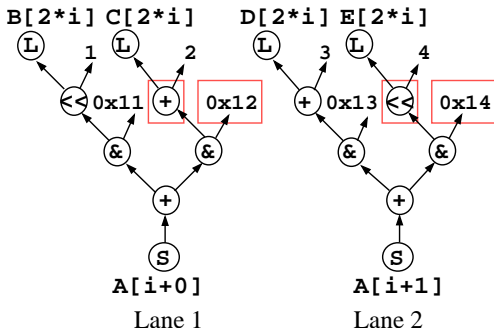 B[2*i] C[2*i] D[2*i] E[2*i]
L 1 L 2 L 3 L 4
<< 0x11 + 0x12 + 0x13 << 0x14
& & & &
+ +
S S
A[i+0] A[i+1]
Lane 1 Lane 2